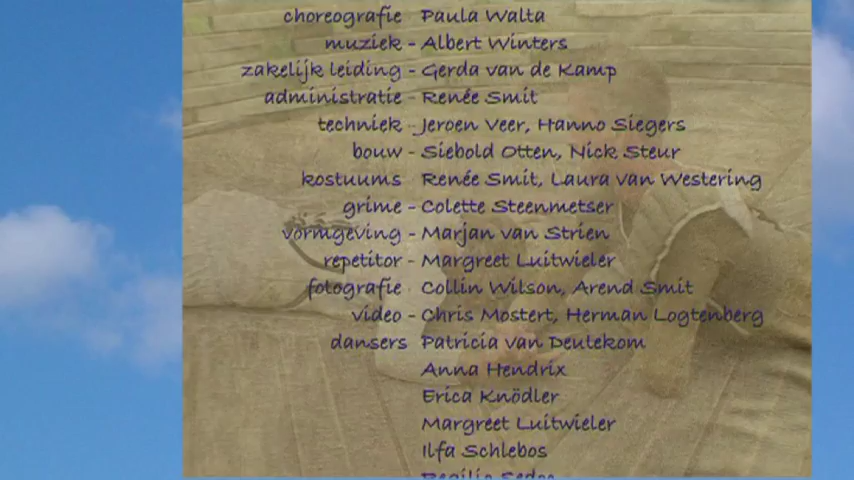 choreografie Paula Walta
muziek - Albert Winters
zakelijk leiding - Gerda van de Kamp
administratie - Renée Smit
techniek - Jeroen Veer, Hanno Siegers
bouw - Siebold Otten, Nick Steur
kostuums Renée Smit, Laura van Westering
grime - Colette Steenmetser
vormgeving - Marjan van Strien
repetitor - Margreet Luitwieler
fotografie Collin Wilson, Arend Smit
video - Chris Mostert, Herman Logtenberg
dansers Patricia van Deutekom
Anna Hendrix
Erica Knödler
Margreet Luitwieler
Ilfa Schlebos